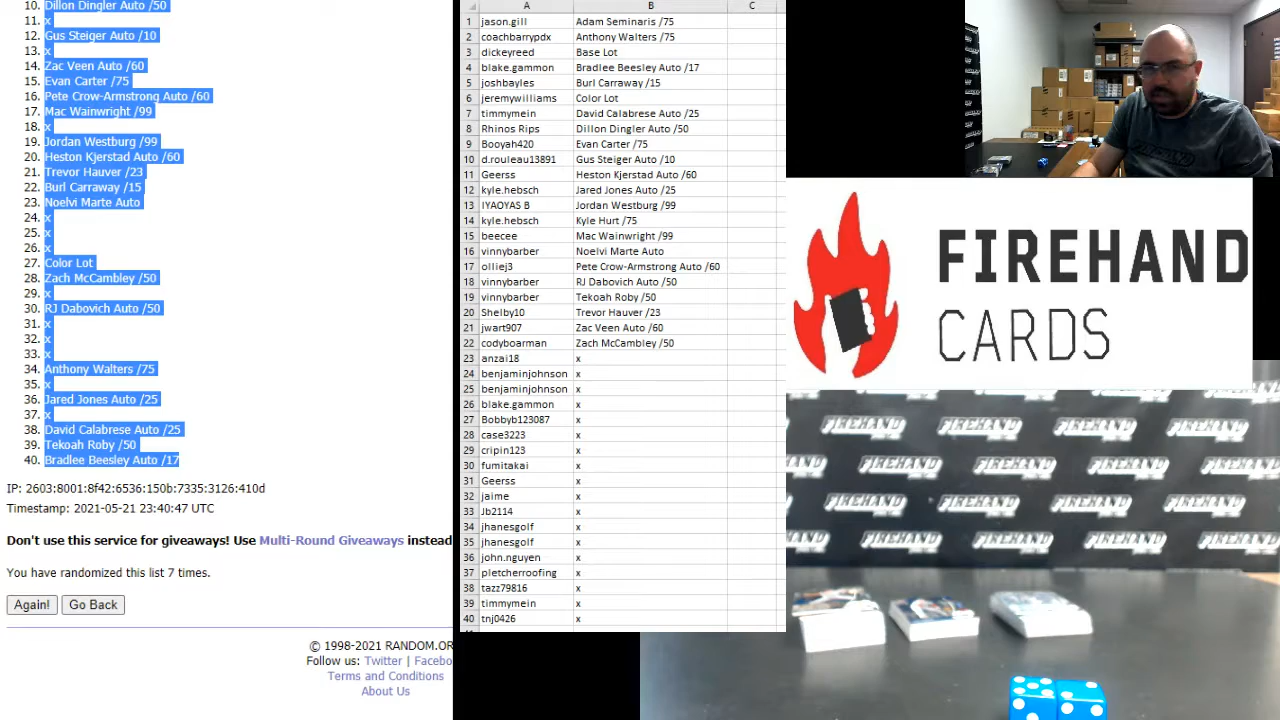 10. Dillon Dingler Auto /50
11. x
12. Gus Steiger Auto /10
13. x
14. Zac Veen Auto /60
15. Evan Carter /75
16. Pete Crow-Armstrong Auto /60
17. Mac Wainwright /99
18. x
19. Jordan Westburg /99
20. Heston Kjerstad Auto /60
21. Trevor Hauver /23
22. Burl Carraway /15
23. Noelvi Marte Auto
24. x
25. x
26. x
27. Color Lot
28. Zach McCambley /50
29. x
30. RJ Dabovich Auto /50
31. x
32. x
33. x
34. Anthony Walters /75
35. x
36. Jared Jones Auto /25
37. x
38. David Calabrese Auto /25
39. Tekoah Roby /50
40. Bradlee Beesley Auto /17
IP: 2603:8001:8f42:6536:150b:7335:3126:410d
Timestamp: 2021-05-21 23:40:47 UTC
Don't use this service for giveaways! Use Multi-Round Giveaways instead
You have randomized this list 7 times.
Again! Go Back
© 1998-2021 RANDOM.OR
Follow us: Twitter | Facebo
Terms and Conditions
About Us
A B C
1 jason.gill Adam Seminaris /75
2 coachbarrypdx Anthony Walters /75
3 dickeyreed Base Lot
4 blake.gammon Bradlee Beesley Auto /17
5 joshbayles Burl Carraway /15
6 jeremywilliams Color Lot
7 timmymein David Calabrese Auto /25
8 Rhinos Rips Dillon Dingler Auto /50
9 Booyah420 Evan Carter /75
10 d.rouleau13891 Gus Steiger Auto /10
11 Geerss Heston Kjerstad Auto /60
12 kyle.hebsch Jared Jones Auto /25
13 IYAOYAS B Jordan Westburg /99
14 kyle.hebsch Kyle Hurt /75
15 beecee Mac Wainwright /99
16 vinnybarber Noelvi Marte Auto
17 olliej3 Pete Crow-Armstrong Auto /60
18 vinnybarber RJ Dabovich Auto /50
19 vinnybarber Tekoah Roby /50
20 Shelby10 Trevor Hauver /23
21 jwart907 Zac Veen Auto /60
22 codyboarman Zach McCambley /50
23 anzai18 x
24 benjaminjohnson x
25 benjaminjohnson x
26 blake.gammon x
27 Bobbyb123087 x
28 case3223 x
29 cripin123 x
30 fumitakai x
31 Geerss x
32 jaime x
33 Jb2114 x
34 jhanesgolf x
35 jhanesgolf x
36 john.nguyen x
37 pletcherroofing x
38 tazz79816 x
39 timmymein x
40 tnj0426 x
FIREHAND
CARDS
FIREHAND FIREHAND FIREHAND
FIREHAND FIREHAND FIREHAND
FIREHAND FIREHAND FIREHAND
FIREHAND FIREHAND FIREHAND